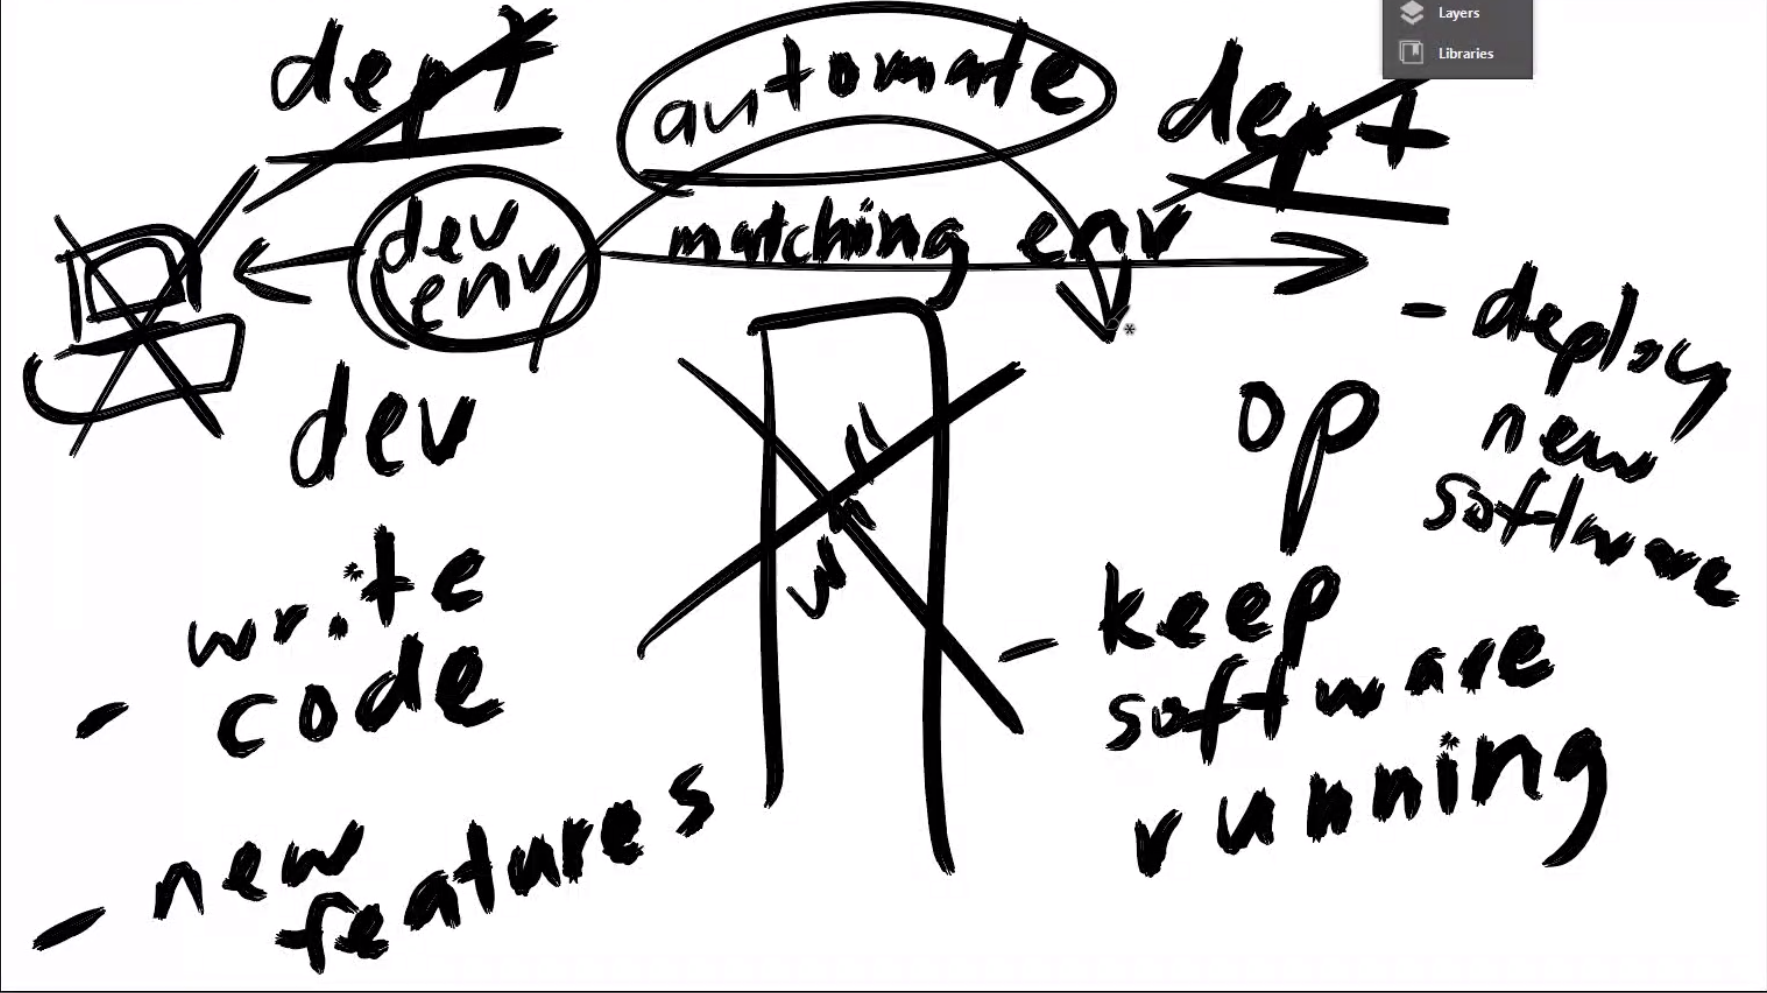 dept
automate
dept
Layers
Libraries
dev
env
matching env
dev
wall
op
- deploy
new
software
- write
code
- new
features
- keep
software
running